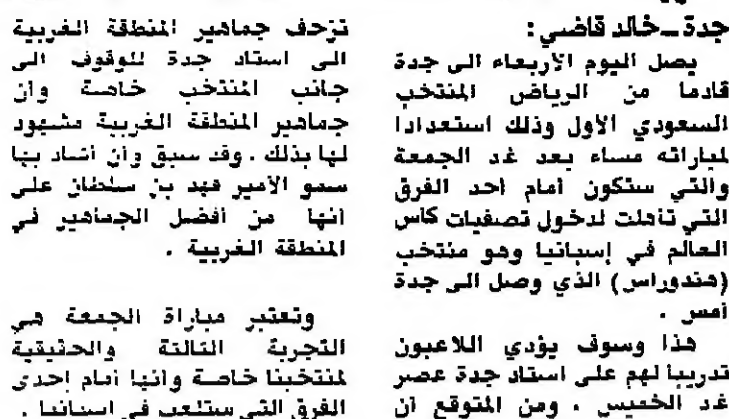 جدة ــ خالد قاضي :
يصل اليوم الأربعاء الى جدة
قادما من الرياض المنتخب
السعودي الأول وذلك استعدادا
لمباراته مساء بعد غد الجمعة
والتي ستكون أمام احد الفرق
التي تأهلت لدخول تصفيات كاس
العالم في إسبانيا وهو منتخب
(هندوراس) الذي وصل الى جدة
أمس .
هذا وسوف يؤدي اللاعبون
تدريبا لهم على استاد جدة عصر
غد الخميس . ومن المتوقع أن
تزحف جماهير المنطقة الغربية
الى استاد جدة للوقوف الى
جانب المنتخب خاصة وان
جماهير المنطقة الغربية مشهود
لها بذلك . وقد سبق وأن أشاد بها
سمو الأمير فهد بن سلطان على
انها من أفضل الجماهير في
المنطقة الغربية .
وتعتبر مباراة الجمعة هي
التجربة الثالثة والحقيقية
لمنتخبنا خاصة وانها أمام إحدى
الفرق التي ستلعب في اسبانيا .